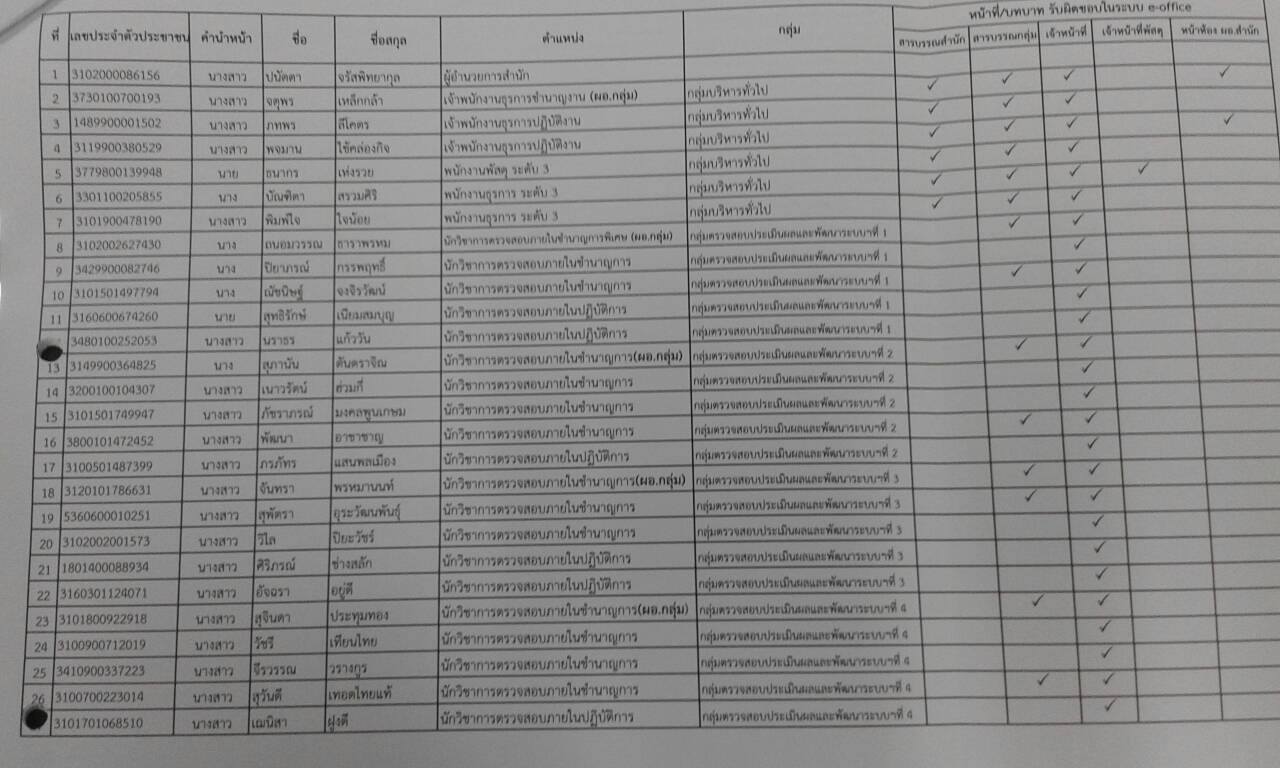 ที่ เลขประจำตัวประชาชน คำนำหน้า ชื่อ ชื่อสกุล ตำแหน่ง กลุ่ม หน้าที่/บทบาท รับผิดชอบในระบบ e-office
สารบรรณสำนัก สารบรรณกลุ่ม เจ้าหน้าที่ เจ้าหน้าที่พัสดุ หน้าห้อง ผอ.สำนัก
1 3102000086156 นางสาว ปนัดดา จรัสพิทยากุล ผู้อำนวยการสำนัก ✓ ✓ ✓ ✓
2 3730100700193 นางสาว จตุพร เหล็กกล้า เจ้าพนักงานธุรการชำนาญงาน (ผอ.กลุ่ม) กลุ่มบริหารทั่วไป ✓ ✓ ✓
3 1489900001502 นางสาว ภทพร ลีโคตร เจ้าพนักงานธุรการปฏิบัติงาน กลุ่มบริหารทั่วไป ✓ ✓ ✓ ✓
4 3119900380529 นางสาว พจมาน ใช้คล่องกิจ เจ้าพนักงานธุรการปฏิบัติงาน กลุ่มบริหารทั่วไป ✓ ✓ ✓
5 3779800139948 นาย ธนากร เห่งรวย พนักงานพัสดุ ระดับ 3 กลุ่มบริหารทั่วไป ✓ ✓ ✓ ✓
6 3301100205855 นาง บัณฑิตา สรวมศิริ พนักงานธุรการ ระดับ 3 กลุ่มบริหารทั่วไป ✓ ✓ ✓
7 3101900478190 นางสาว พิมพ์ใจ ใจน้อย พนักงานธุรการ ระดับ 3 กลุ่มบริหารทั่วไป ✓ ✓
8 3102002627430 นาง ถนอมวรรณ ธาราพรหม นักวิชาการตรวจสอบภายในชำนาญการพิเศษ (ผอ.กลุ่ม) กลุ่มตรวจสอบประเมินผลและพัฒนาระบบฯที่ 1 ✓
9 3429900082746 นาง ปิยาภรณ์ กรรพฤทธิ์ นักวิชาการตรวจสอบภายในชำนาญการ กลุ่มตรวจสอบประเมินผลและพัฒนาระบบฯที่ 1 ✓ ✓
10 3101501497794 นาง ณัชนิษฐ์ จงจิรวัฒน์ นักวิชาการตรวจสอบภายในชำนาญการ กลุ่มตรวจสอบประเมินผลและพัฒนาระบบฯที่ 1 ✓
11 3160600674260 นาย สุทธิรักษ์ เนียมสมบุญ นักวิชาการตรวจสอบภายในปฏิบัติการ กลุ่มตรวจสอบประเมินผลและพัฒนาระบบฯที่ 1 ✓
3480100252053 นางสาว นราธร แก้ววัน นักวิชาการตรวจสอบภายในปฏิบัติการ กลุ่มตรวจสอบประเมินผลและพัฒนาระบบฯที่ 1 ✓ ✓
13 3149900364825 นาง สุภานัน ตันตราจิณ นักวิชาการตรวจสอบภายในชำนาญการ(ผอ.กลุ่ม) กลุ่มตรวจสอบประเมินผลและพัฒนาระบบฯที่ 2 ✓
14 3200100104307 นางสาว เนาวรัตน์ ฮ่วมกี่ นักวิชาการตรวจสอบภายในชำนาญการ กลุ่มตรวจสอบประเมินผลและพัฒนาระบบฯที่ 2 ✓
15 3101501749947 นางสาว ภัชราภรณ์ มงคลพูนเกษม นักวิชาการตรวจสอบภายในชำนาญการ กลุ่มตรวจสอบประเมินผลและพัฒนาระบบฯที่ 2 ✓ ✓
16 3800101472452 นางสาว พัฒนา อาชาชาญ นักวิชาการตรวจสอบภายในชำนาญการ กลุ่มตรวจสอบประเมินผลและพัฒนาระบบฯที่ 2 ✓
17 3100501487399 นางสาว ภรภัทร แสนพลเมือง นักวิชาการตรวจสอบภายในปฏิบัติการ กลุ่มตรวจสอบประเมินผลและพัฒนาระบบฯที่ 2 ✓ ✓
18 3120101786631 นางสาว จันทรา พรหมานนท์ นักวิชาการตรวจสอบภายในชำนาญการ(ผอ.กลุ่ม) กลุ่มตรวจสอบประเมินผลและพัฒนาระบบฯที่ 3 ✓ ✓
19 5360600010251 นางสาว สุพัตรา อุระวัฒนพันธุ์ นักวิชาการตรวจสอบภายในชำนาญการ กลุ่มตรวจสอบประเมินผลและพัฒนาระบบฯที่ 3 ✓
20 3102002001573 นางสาว วิไล ปิยะวัชร์ นักวิชาการตรวจสอบภายในชำนาญการ กลุ่มตรวจสอบประเมินผลและพัฒนาระบบฯที่ 3 ✓
21 1801400088934 นางสาว ศิริภรณ์ ช่างสลัก นักวิชาการตรวจสอบภายในปฏิบัติการ กลุ่มตรวจสอบประเมินผลและพัฒนาระบบฯที่ 3 ✓
22 3160301124071 นางสาว อัจฉรา อยู่ดี นักวิชาการตรวจสอบภายในปฏิบัติการ กลุ่มตรวจสอบประเมินผลและพัฒนาระบบฯที่ 3 ✓ ✓
23 3101800922918 นางสาว สุจินดา ประทุมทอง นักวิชาการตรวจสอบภายในชำนาญการ(ผอ.กลุ่ม) กลุ่มตรวจสอบประเมินผลและพัฒนาระบบฯที่ 4 ✓
24 3100900712019 นางสาว วัชรี เทียนไทย นักวิชาการตรวจสอบภายในชำนาญการ กลุ่มตรวจสอบประเมินผลและพัฒนาระบบฯที่ 4 ✓
25 3410900337223 นางสาว จีรวรรณ วรางกูร นักวิชาการตรวจสอบภายในชำนาญการ กลุ่มตรวจสอบประเมินผลและพัฒนาระบบฯที่ 4 ✓ ✓
26 3100700223014 นางสาว สุวันดี เทอดไทยแท้ นักวิชาการตรวจสอบภายในชำนาญการ กลุ่มตรวจสอบประเมินผลและพัฒนาระบบฯที่ 4 ✓
3101701068510 นางสาว เฌนิสา ฝูงดี นักวิชาการตรวจสอบภายในปฏิบัติการ กลุ่มตรวจสอบประเมินผลและพัฒนาระบบฯที่ 4